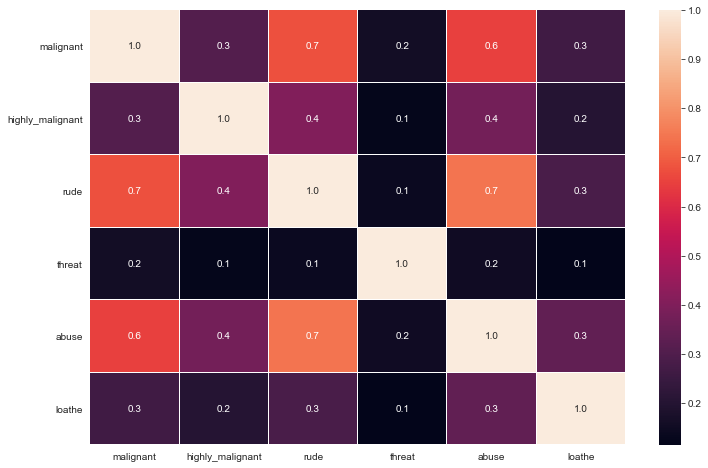 malignant 1.0 0.3 0.7 0.2 0.6 0.3
highly_malignant 0.3 1.0 0.4 0.1 0.4 0.2
rude 0.7 0.4 1.0 0.1 0.7 0.3
threat 0.2 0.1 0.1 1.0 0.2 0.1
abuse 0.6 0.4 0.7 0.2 1.0 0.3
loathe 0.3 0.2 0.3 0.1 0.3 1.0
malignant highly_malignant rude threat abuse loathe
1.0
0.9
0.8
0.7
0.6
0.5
0.4
0.3
0.2